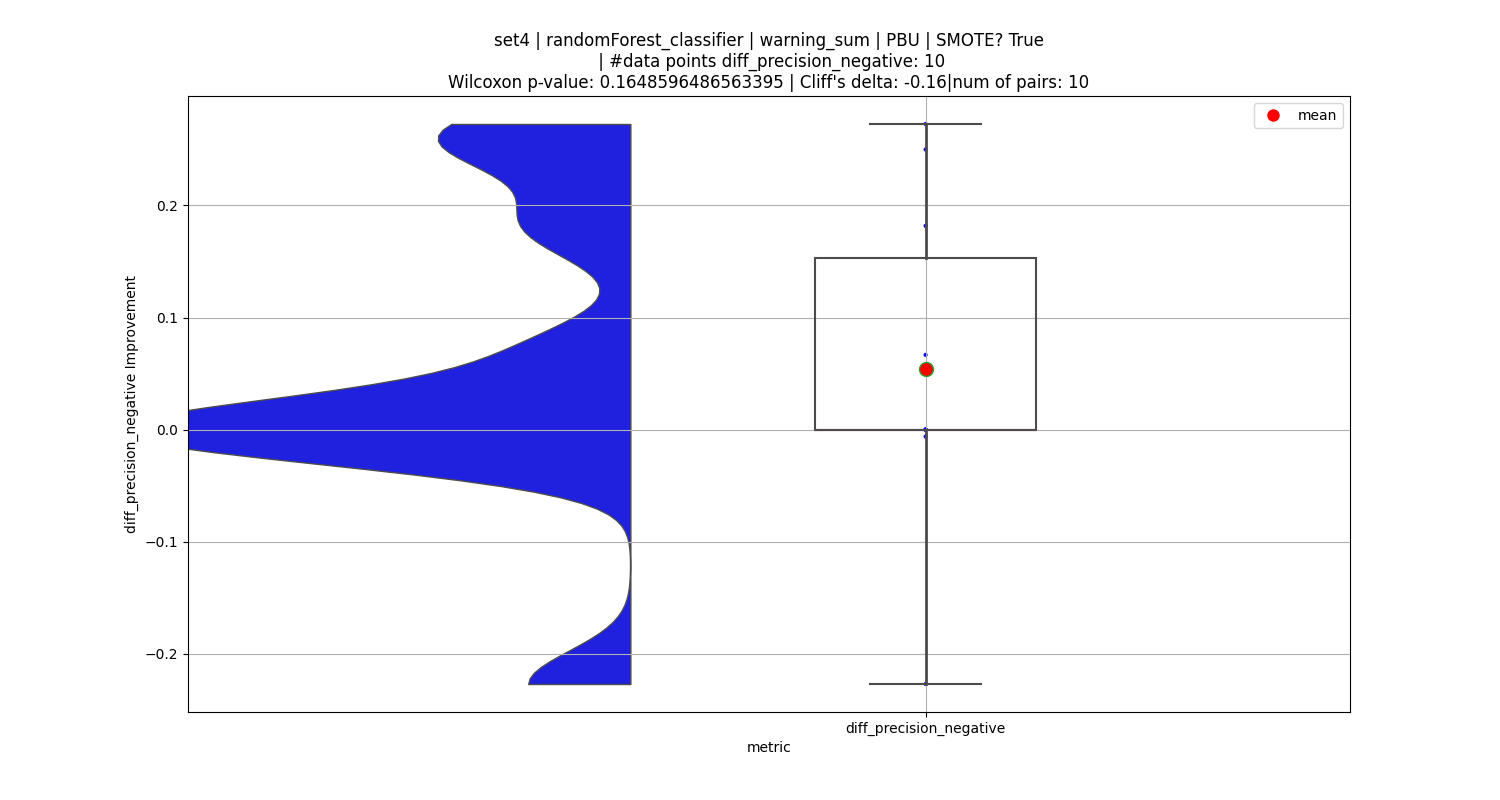 set4 | randomForest_classifier | warning_sum | PBU | SMOTE? True
| #data points diff_precision_negative: 10
Wilcoxon p-value: 0.1648596486563395 | Cliff's delta: -0.16|num of pairs: 10
mean
0.2
0.1
0.0
−0.1
−0.2
diff_precision_negative Improvement
diff_precision_negative
metric